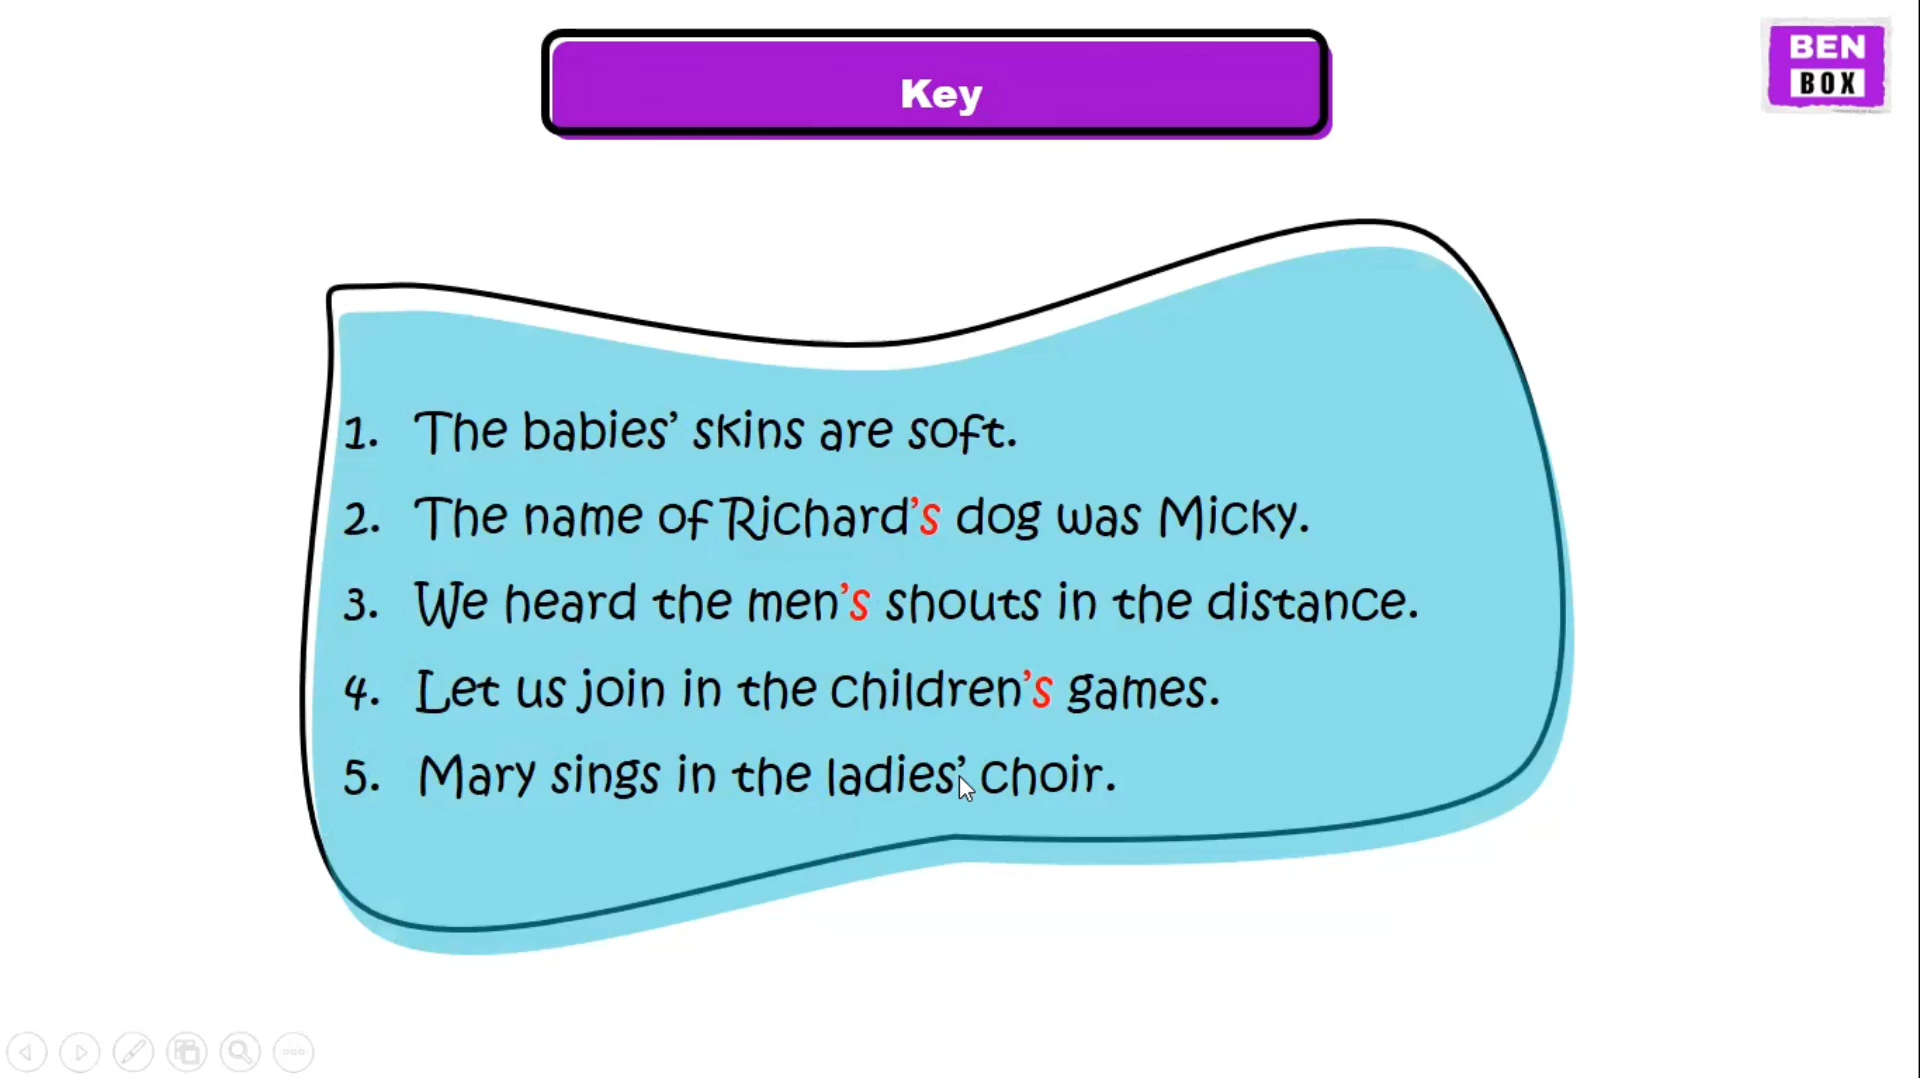 Key
BEN
BOX
1. The babies’ skins are soft.
2. The name of Richard’s dog was Micky.
3. We heard the men’s shouts in the distance.
4. Let us join in the children’s games.
5. Mary sings in the ladies’ choir.